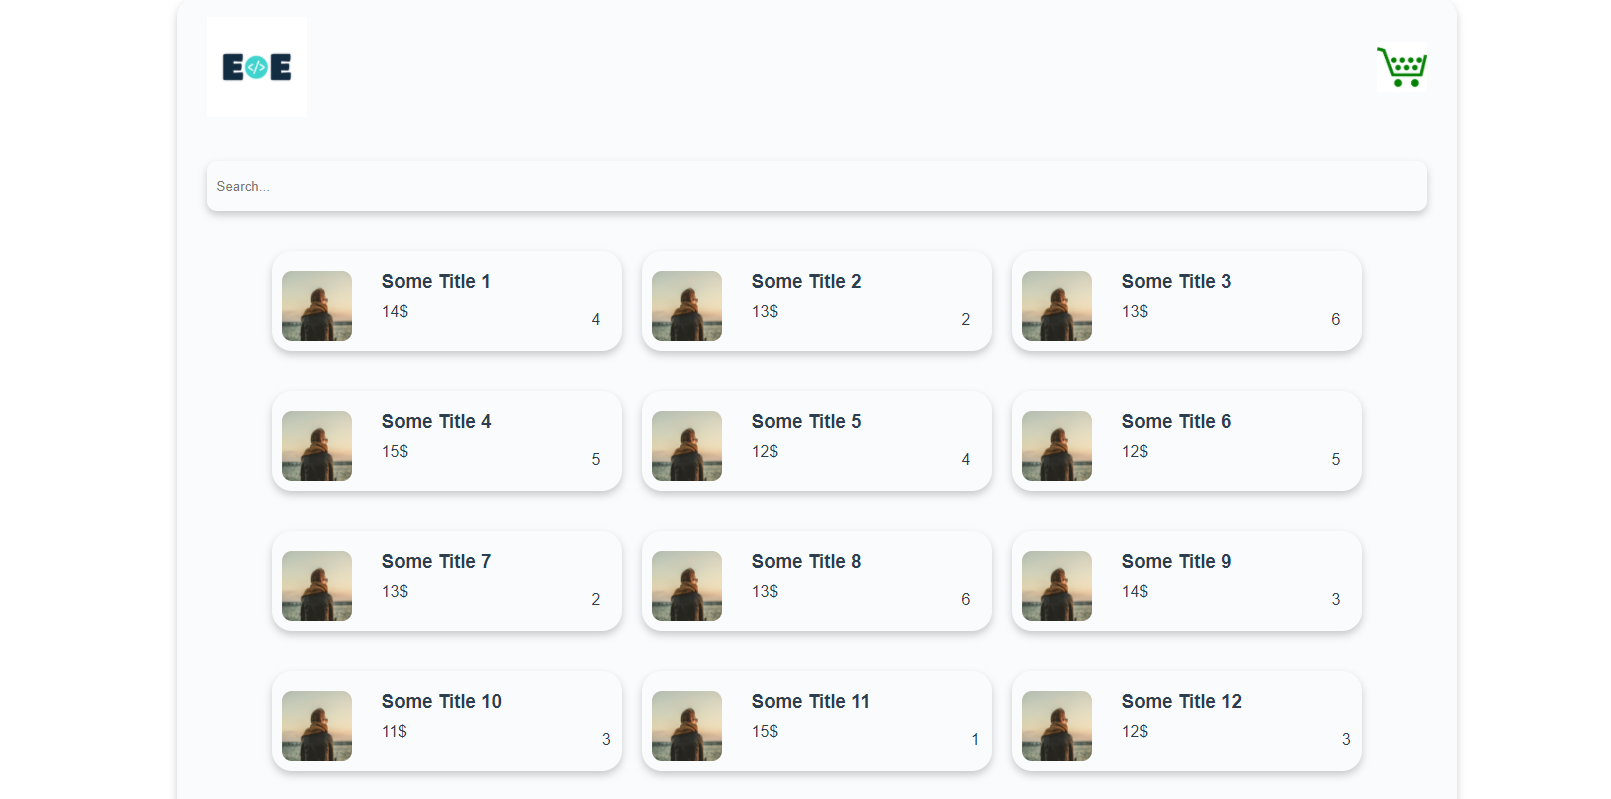 E</>E
Search...
Some Title 1
14$
4
Some Title 2
13$
2
Some Title 3
13$
6
Some Title 4
15$
5
Some Title 5
12$
4
Some Title 6
12$
5
Some Title 7
13$
2
Some Title 8
13$
6
Some Title 9
14$
3
Some Title 10
11$
3
Some Title 11
15$
1
Some Title 12
12$
3